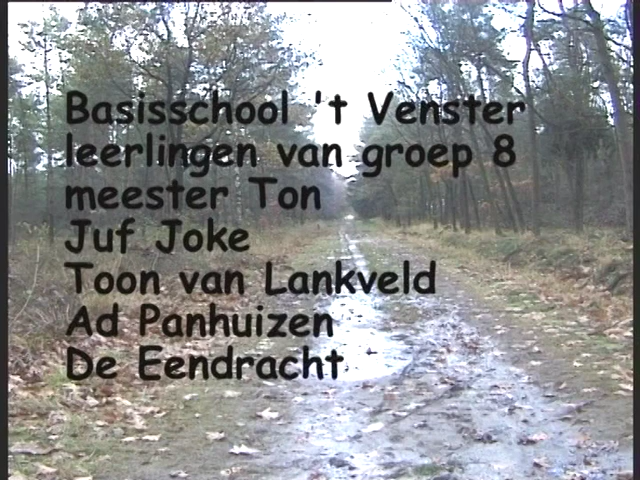 Basisschool 't Venster
leerlingen van groep 8
meester Ton
Juf Joke
Toon van Lankveld
Ad Panhuizen
De Eendracht